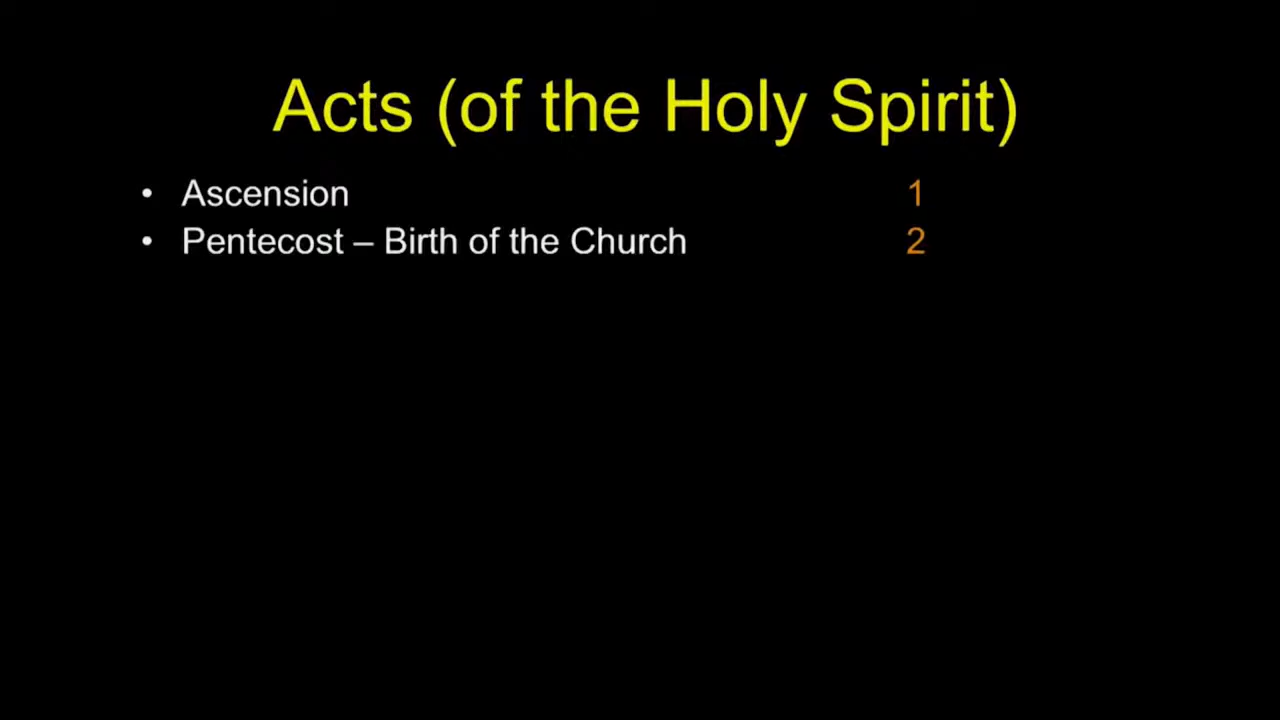 Acts (of the Holy Spirit)
• Ascension 1
• Pentecost – Birth of the Church 2